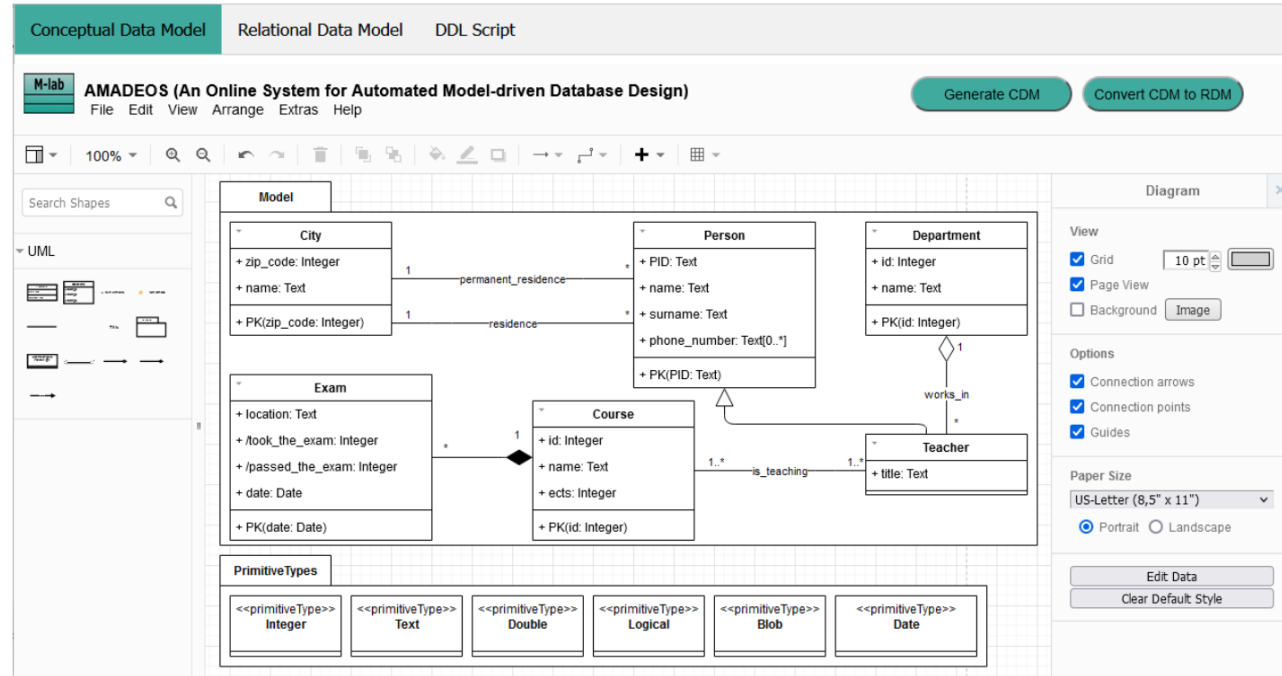 Conceptual Data Model
Relational Data Model
DDL Script
M-lab
AMADEOS (An Online System for Automated Model-driven Database Design)
File Edit View Arrange Extras Help
Generate CDM
Convert CDM to RDM
100%
Search Shapes
UML
Model
City
+ zip_code: Integer
+ name: Text
+ PK(zip_code: Integer)
1
permanent_residence
*
1
residence
*
Person
+ PID: Text
+ name: Text
+ surname: Text
+ phone_number: Text[0..*]
+ PK(PID: Text)
Department
+ id: Integer
+ name: Text
+ PK(id: Integer)
1
works_in
*
Exam
+ location: Text
+ /took_the_exam: Integer
+ /passed_the_exam: Integer
+ date: Date
+ PK(date: Date)
*
1
Course
+ id: Integer
+ name: Text
+ ects: Integer
+ PK(id: Integer)
1..*
is_teaching
1..*
Teacher
+ title: Text
PrimitiveTypes
<<primitiveType>>
Integer
<<primitiveType>>
Text
<<primitiveType>>
Double
<<primitiveType>>
Logical
<<primitiveType>>
Blob
<<primitiveType>>
Date
Diagram
View
Grid
10 pt
Page View
Background
Image
Options
Connection arrows
Connection points
Guides
Paper Size
US-Letter (8,5" x 11")
Portrait
Landscape
Edit Data
Clear Default Style